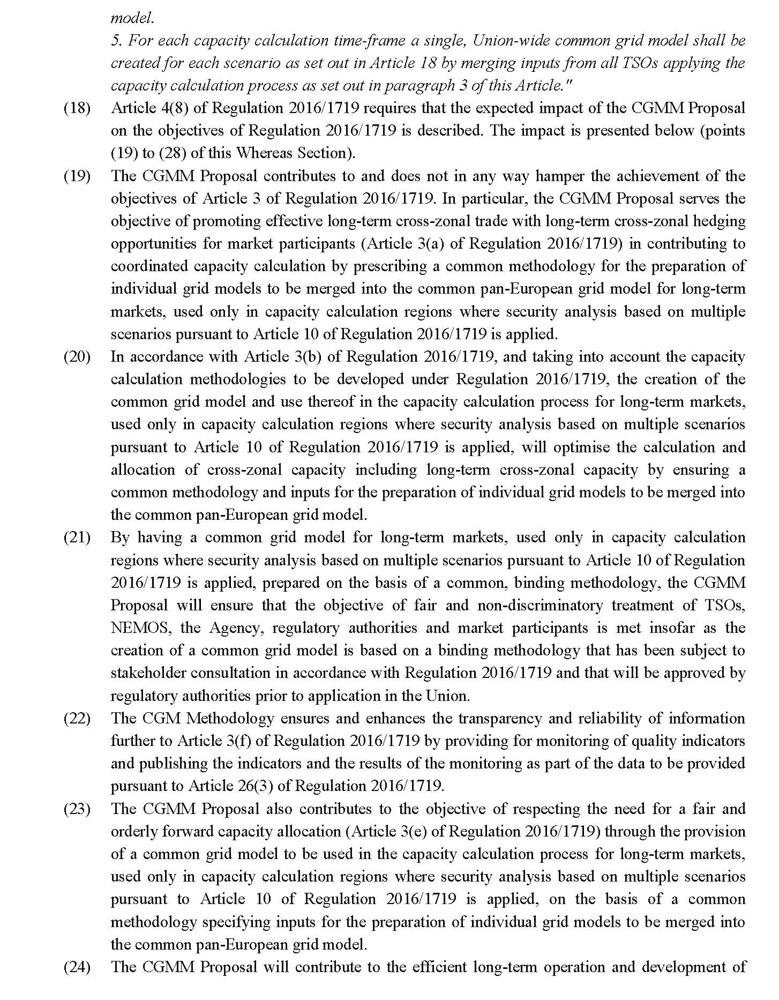 model.
5. For each capacity calculation time-frame a single, Union-wide common grid model shall be
created for each scenario as set out in Article 18 by merging inputs from all TSOs applying the
capacity calculation process as set out in paragraph 3 of this Article."
(18) Article 4(8) of Regulation 2016/1719 requires that the expected impact of the CGMM Proposal
on the objectives of Regulation 2016/1719 is described. The impact is presented below (points
(19) to (28) of this Whereas Section).
(19) The CGMM Proposal contributes to and does not in any way hamper the achievement of the
objectives of Article 3 of Regulation 2016/1719. In particular, the CGMM Proposal serves the
objective of promoting effective long-term cross-zonal trade with long-term cross-zonal hedging
opportunities for market participants (Article 3(a) of Regulation 2016/1719) in contributing to
coordinated capacity calculation by prescribing a common methodology for the preparation of
individual grid models to be merged into the common pan-European grid model for long-term
markets, used only in capacity calculation regions where security analysis based on multiple
scenarios pursuant to Article 10 of Regulation 2016/1719 is applied.
(20) In accordance with Article 3(b) of Regulation 2016/1719, and taking into account the capacity
calculation methodologies to be developed under Regulation 2016/1719, the creation of the
common grid model and use thereof in the capacity calculation process for long-term markets,
used only in capacity calculation regions where security analysis based on multiple scenarios
pursuant to Article 10 of Regulation 2016/1719 is applied, will optimise the calculation and
allocation of cross-zonal capacity including long-term cross-zonal capacity by ensuring a
common methodology and inputs for the preparation of individual grid models to be merged into
the common pan-European grid model.
(21) By having a common grid model for long-term markets, used only in capacity calculation
regions where security analysis based on multiple scenarios pursuant to Article 10 of Regulation
2016/1719 is applied, prepared on the basis of a common, binding methodology, the CGMM
Proposal will ensure that the objective of fair and non-discriminatory treatment of TSOs,
NEMOS, the Agency, regulatory authorities and market participants is met insofar as the
creation of a common grid model is based on a binding methodology that has been subject to
stakeholder consultation in accordance with Regulation 2016/1719 and that will be approved by
regulatory authorities prior to application in the Union.
(22) The CGM Methodology ensures and enhances the transparency and reliability of information
further to Article 3(f) of Regulation 2016/1719 by providing for monitoring of quality indicators
and publishing the indicators and the results of the monitoring as part of the data to be provided
pursuant to Article 26(3) of Regulation 2016/1719.
(23) The CGMM Proposal also contributes to the objective of respecting the need for a fair and
orderly forward capacity allocation (Article 3(e) of Regulation 2016/1719) through the provision
of a common grid model to be used in the capacity calculation process for long-term markets,
used only in capacity calculation regions where security analysis based on multiple scenarios
pursuant to Article 10 of Regulation 2016/1719 is applied, on the basis of a common
methodology specifying inputs for the preparation of individual grid models to be merged into
the common pan-European grid model.
(24) The CGMM Proposal will contribute to the efficient long-term operation and development of